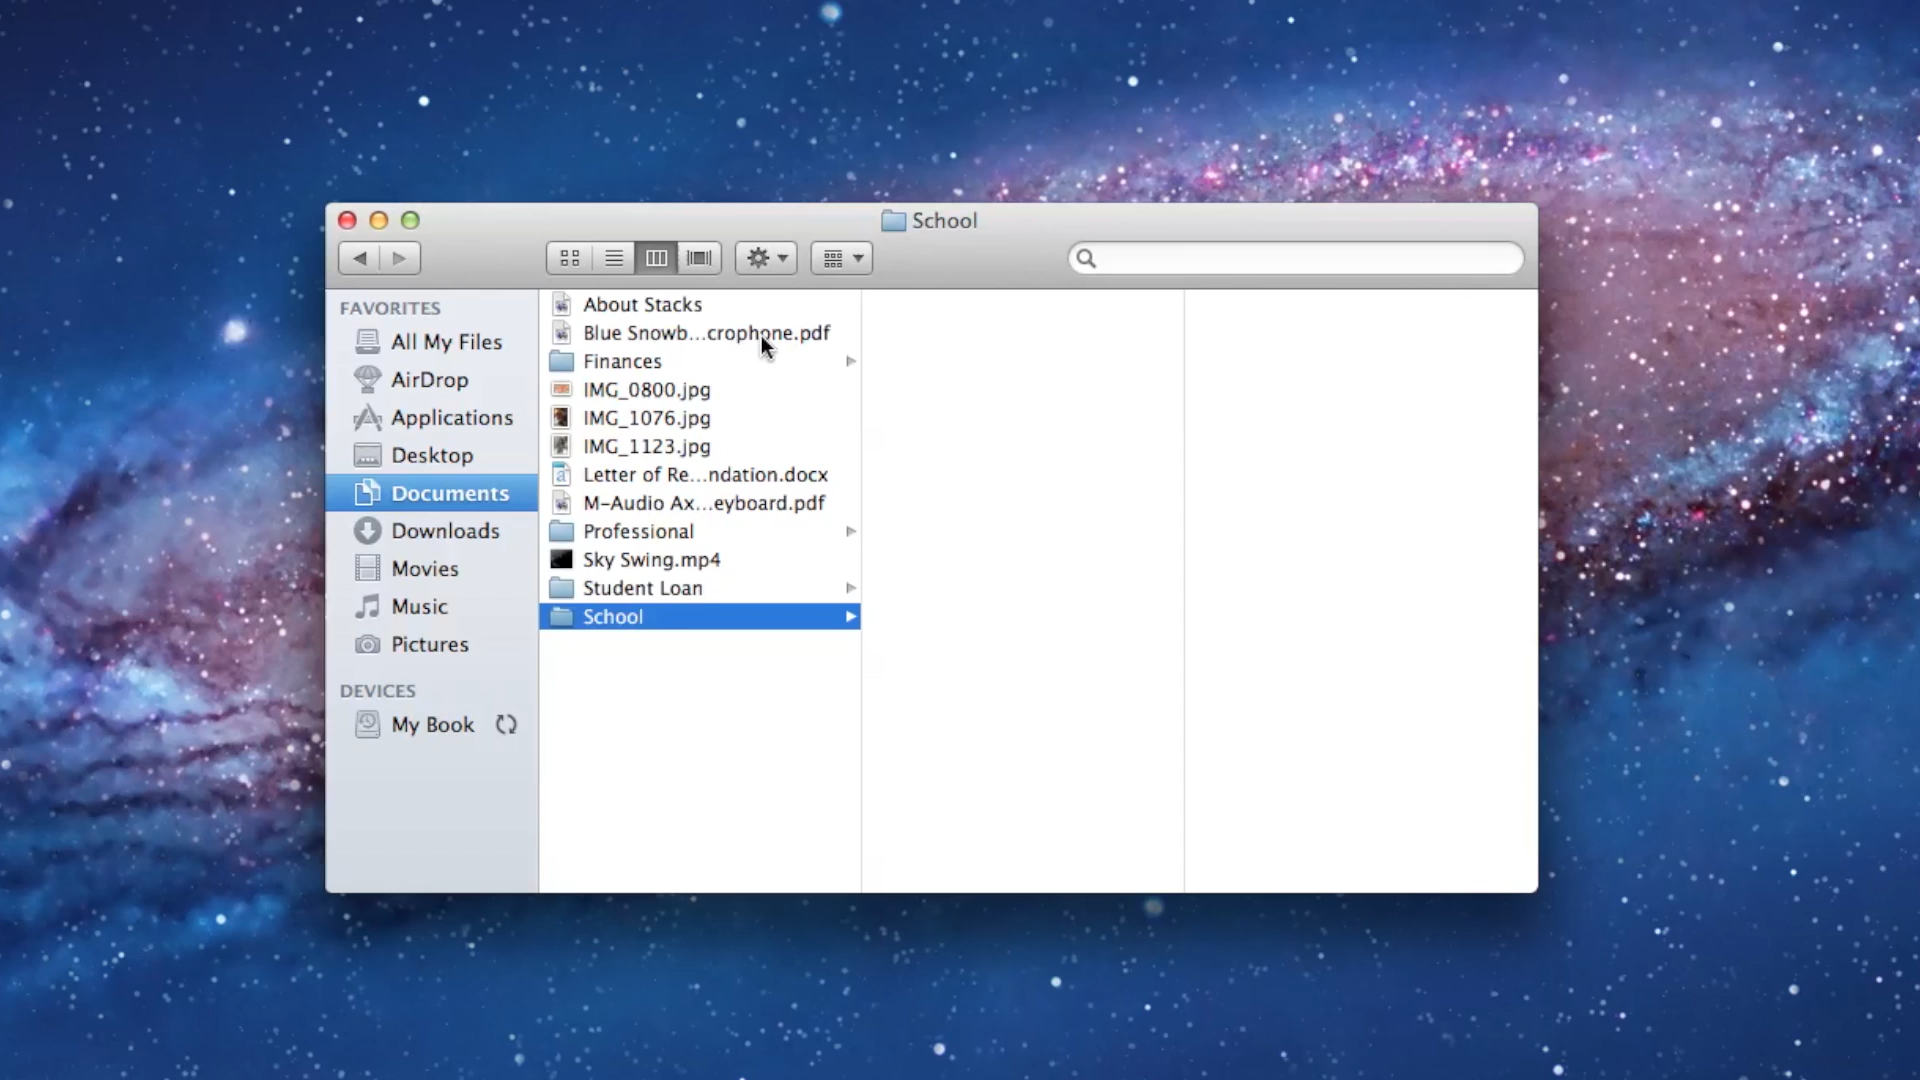 School
FAVORITES
All My Files
AirDrop
Applications
Desktop
Documents
Downloads
Movies
Music
Pictures
DEVICES
My Book
About Stacks
Blue Snowb...crophone.pdf
Finances
IMG_0800.jpg
IMG_1076.jpg
IMG_1123.jpg
Letter of Re...ndation.docx
M-Audio Ax...eyboard.pdf
Professional
Sky Swing.mp4
Student Loan
School